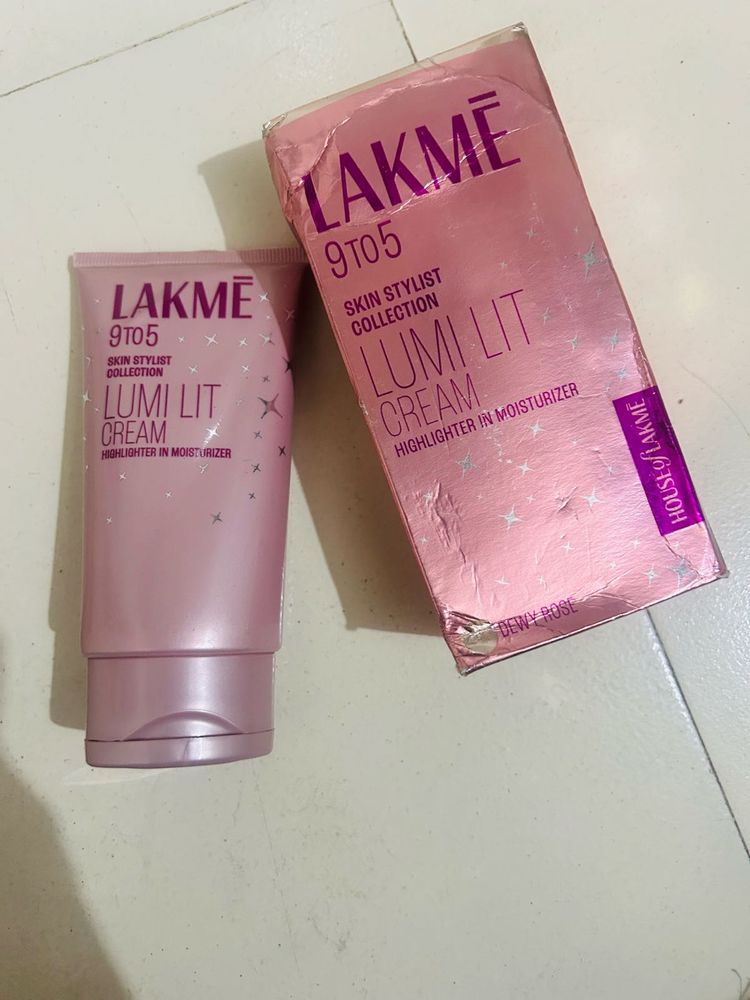 LAKMĒ
9TO5
SKIN STYLIST
COLLECTION
LUMI LIT
CREAM
HIGHLIGHTER IN MOISTURIZER
LAKMĒ
9TO5
SKIN STYLIST
COLLECTION
LUMI LIT
CREAM
HIGHLIGHTER IN MOISTURIZER
HOUSE of LAKMĒ
DEWY ROSE